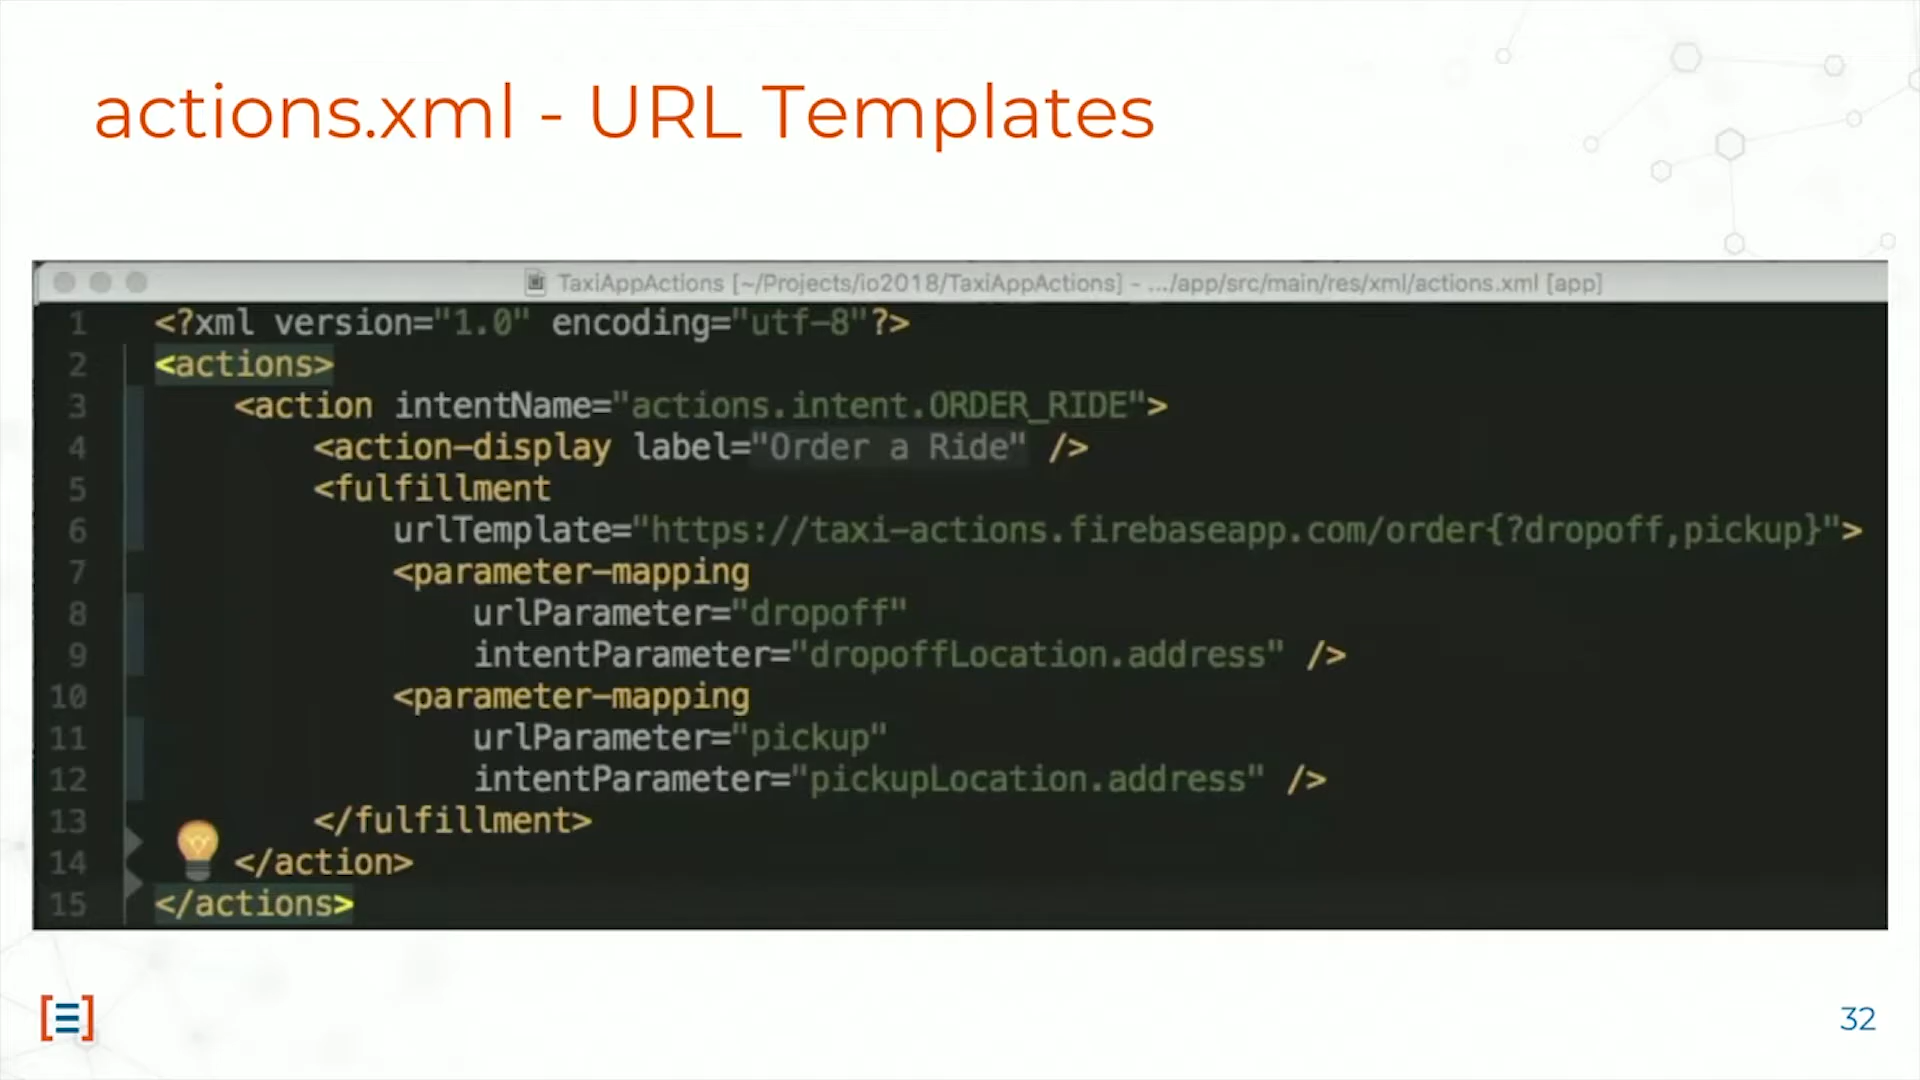 actions.xml - URL Templates
TaxiAppActions [~/Projects/io2018/TaxiAppActions] - .../app/src/main/res/xml/actions.xml [app]
1 <?xml version="1.0" encoding="utf-8"?>
2 <actions>
3 <action intentName="actions.intent.ORDER_RIDE">
4 <action-display label="Order a Ride" />
5 <fulfillment
6 urlTemplate="https://taxi-actions.firebaseapp.com/order{?dropoff,pickup}">
7 <parameter-mapping
8 urlParameter="dropoff"
9 intentParameter="dropoffLocation.address" />
10 <parameter-mapping
11 urlParameter="pickup"
12 intentParameter="pickupLocation.address" />
13 </fulfillment>
14 </action>
15 </actions>
32